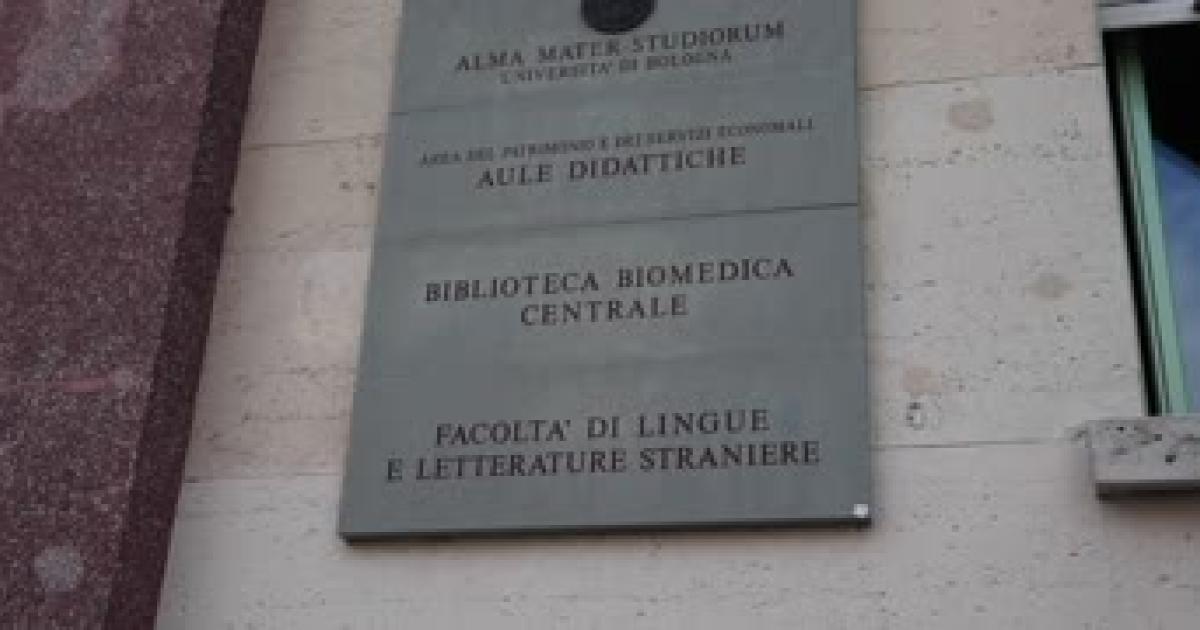 ALMA MATER STUDIORUM
UNIVERSITA' DI BOLOGNA
AREA DEL PATRIMONIO E DEI SERVIZI ECONOMALI
AULE DIDATTICHE
BIBLIOTECA BIOMEDICA
CENTRALE
FACOLTA' DI LINGUE
E LETTERATURE STRANIERE